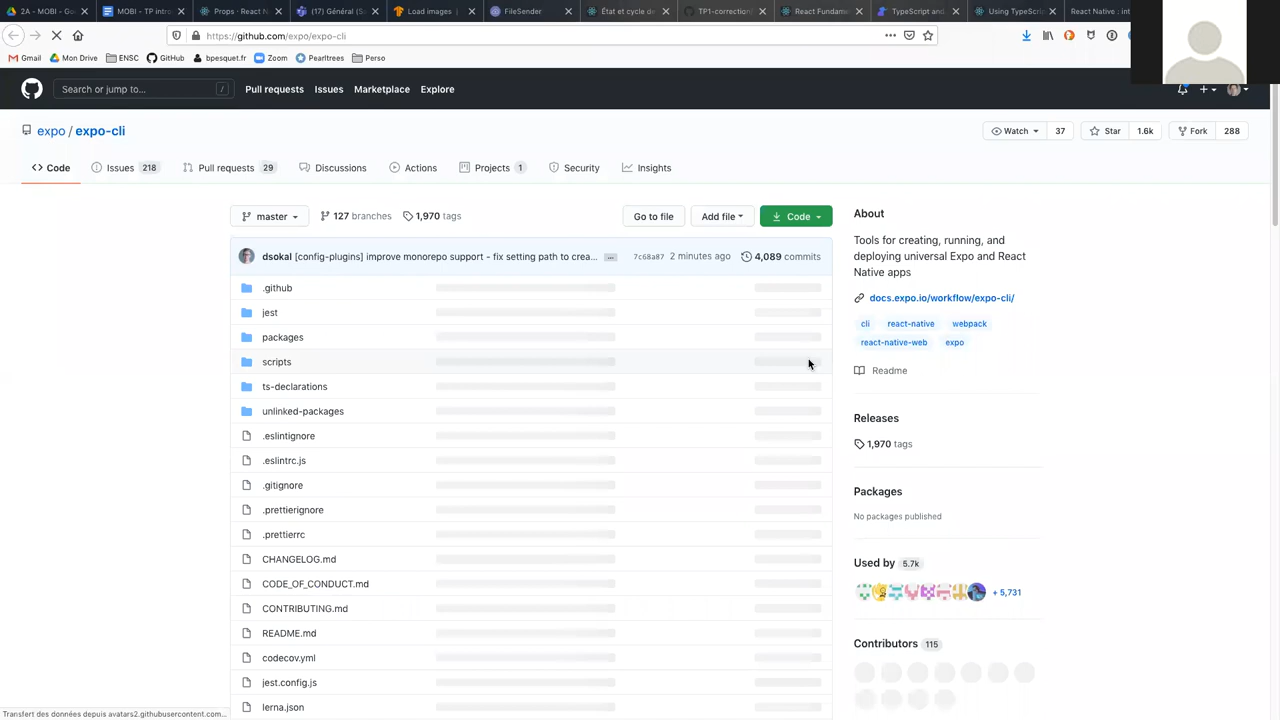 2A - MOBI - Go
MOBI - TP intro
Props · React N
(17) Général (S
Load images |
FileSender
État et cycle de
TP1-correction
React Fundame
TypeScript and
Using TypeScri
React Native : int
https://github.com/expo/expo-cli
Gmail
Mon Drive
ENSC
GitHub
bpesquet.fr
Zoom
Pearltrees
Perso
Search or jump to...
/
Pull requests
Issues
Marketplace
Explore
expo / expo-cli
Watch
37
Star
1.6k
Fork
288
Code
Issues 218
Pull requests 29
Discussions
Actions
Projects 1
Security
Insights
master
127 branches
1,970 tags
Go to file
Add file
Code
dsokal [config-plugins] improve monorepo support - fix setting path to crea... ...
7c68a87 2 minutes ago
4,089 commits
.github
jest
packages
scripts
ts-declarations
unlinked-packages
.eslintignore
.eslintrc.js
.gitignore
.prettierignore
.prettierrc
CHANGELOG.md
CODE_OF_CONDUCT.md
CONTRIBUTING.md
README.md
codecov.yml
jest.config.js
lerna.json
About
Tools for creating, running, and
deploying universal Expo and React
Native apps
docs.expo.io/workflow/expo-cli/
cli
react-native
webpack
react-native-web
expo
Readme
Releases
1,970 tags
Packages
No packages published
Used by 5.7k
+ 5,731
Contributors 115
Transfert des données depuis avatars2.githubusercontent.com...